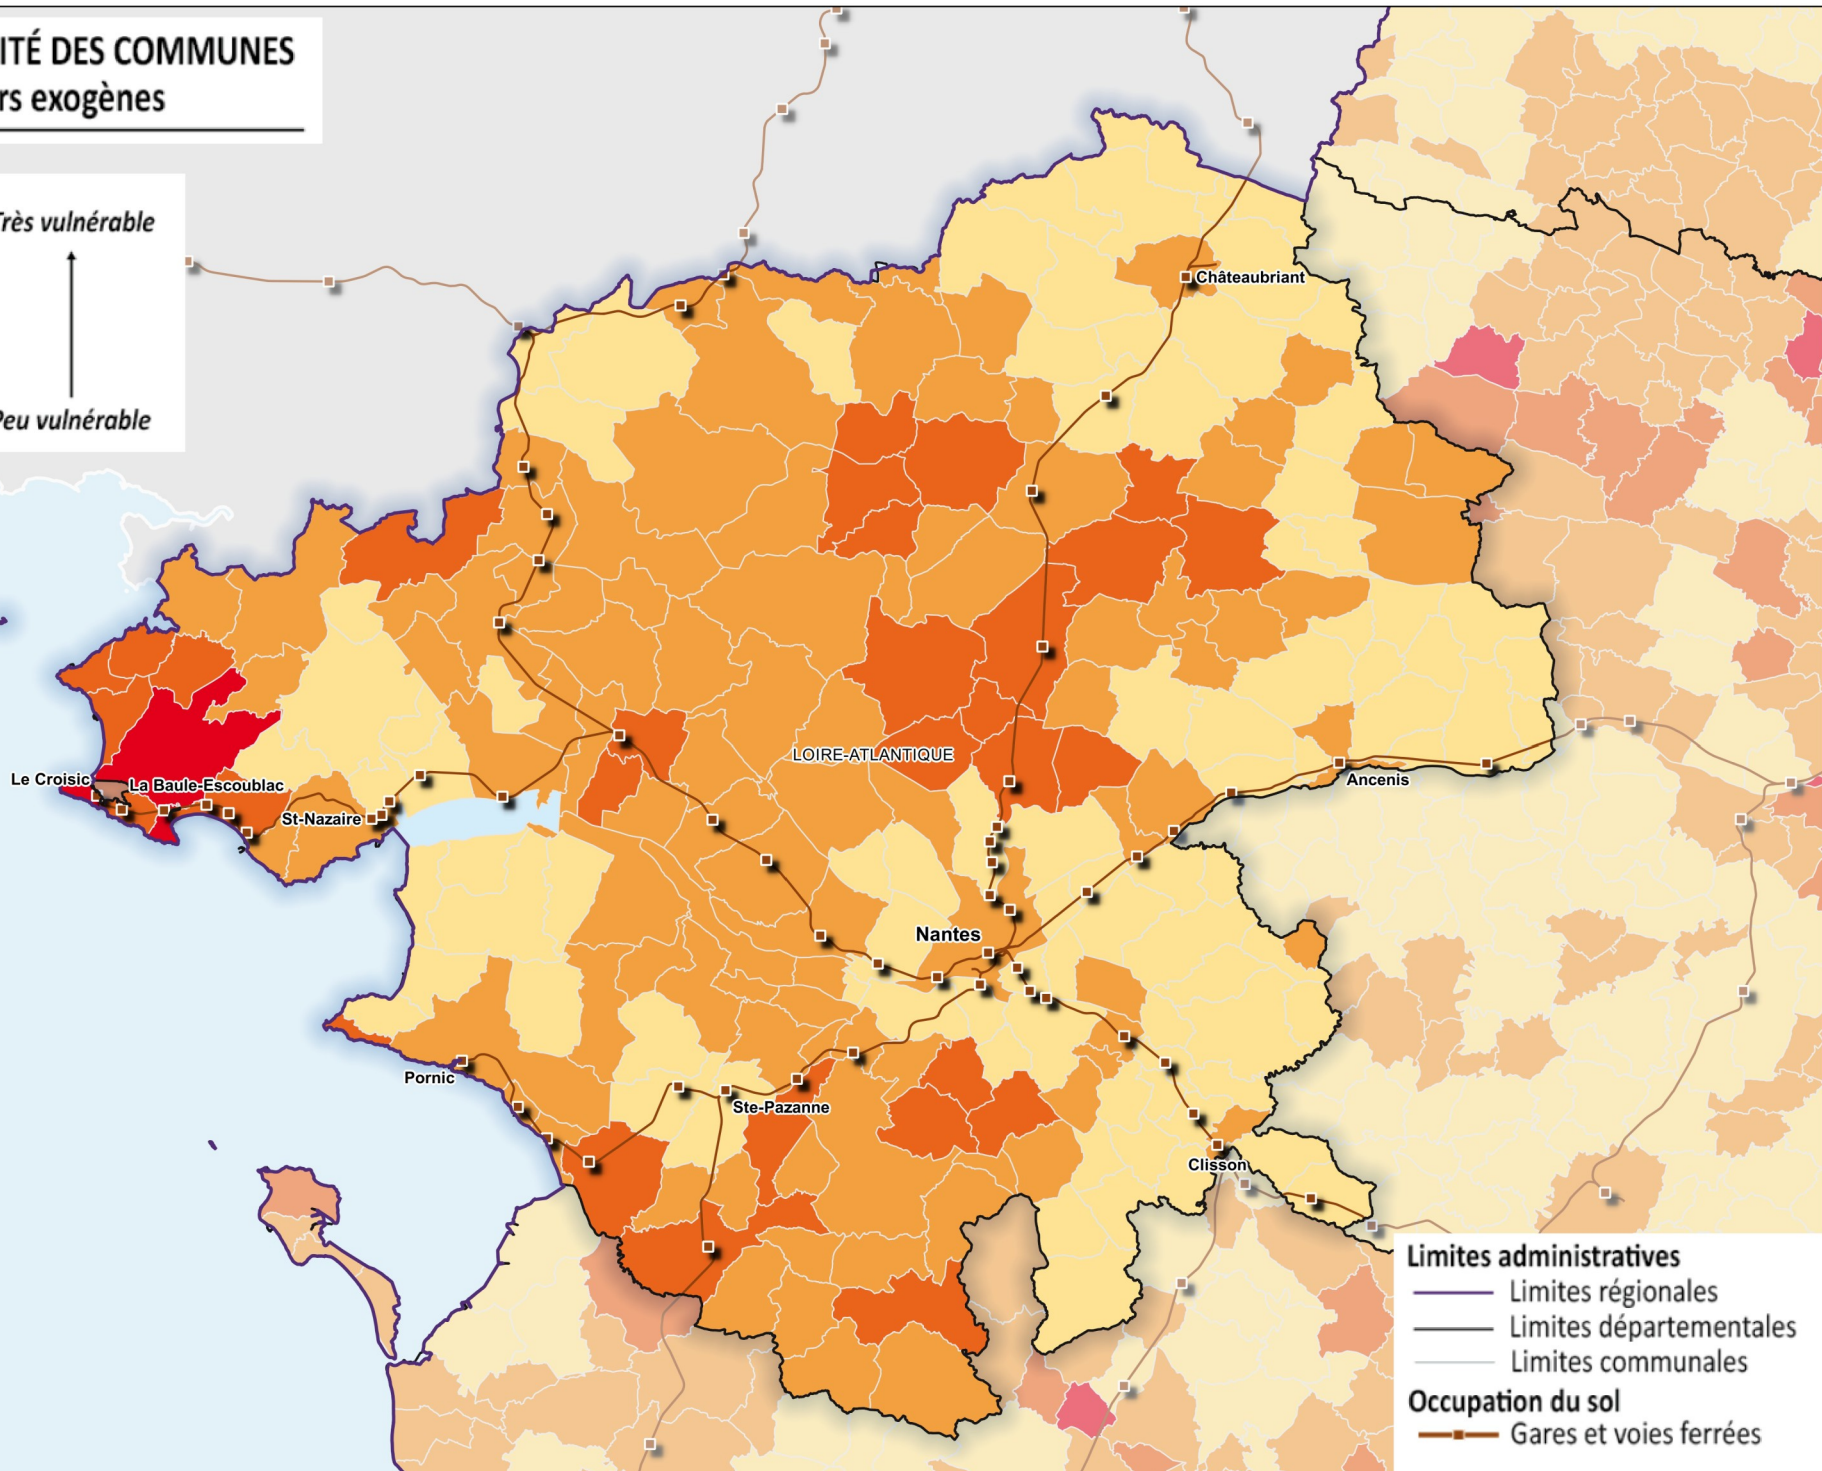 ITÉ DES COMMUNES
rs exogènes
Très vulnérable
Peu vulnérable
Châteaubriant
LOIRE-ATLANTIQUE
Le Croisic
La Baule-Escoublac
St-Nazaire
Ancenis
Nantes
Pornic
Ste-Pazanne
Clisson
Limites administratives
Limites régionales
Limites départementales
Limites communales
Occupation du sol
Gares et voies ferrées